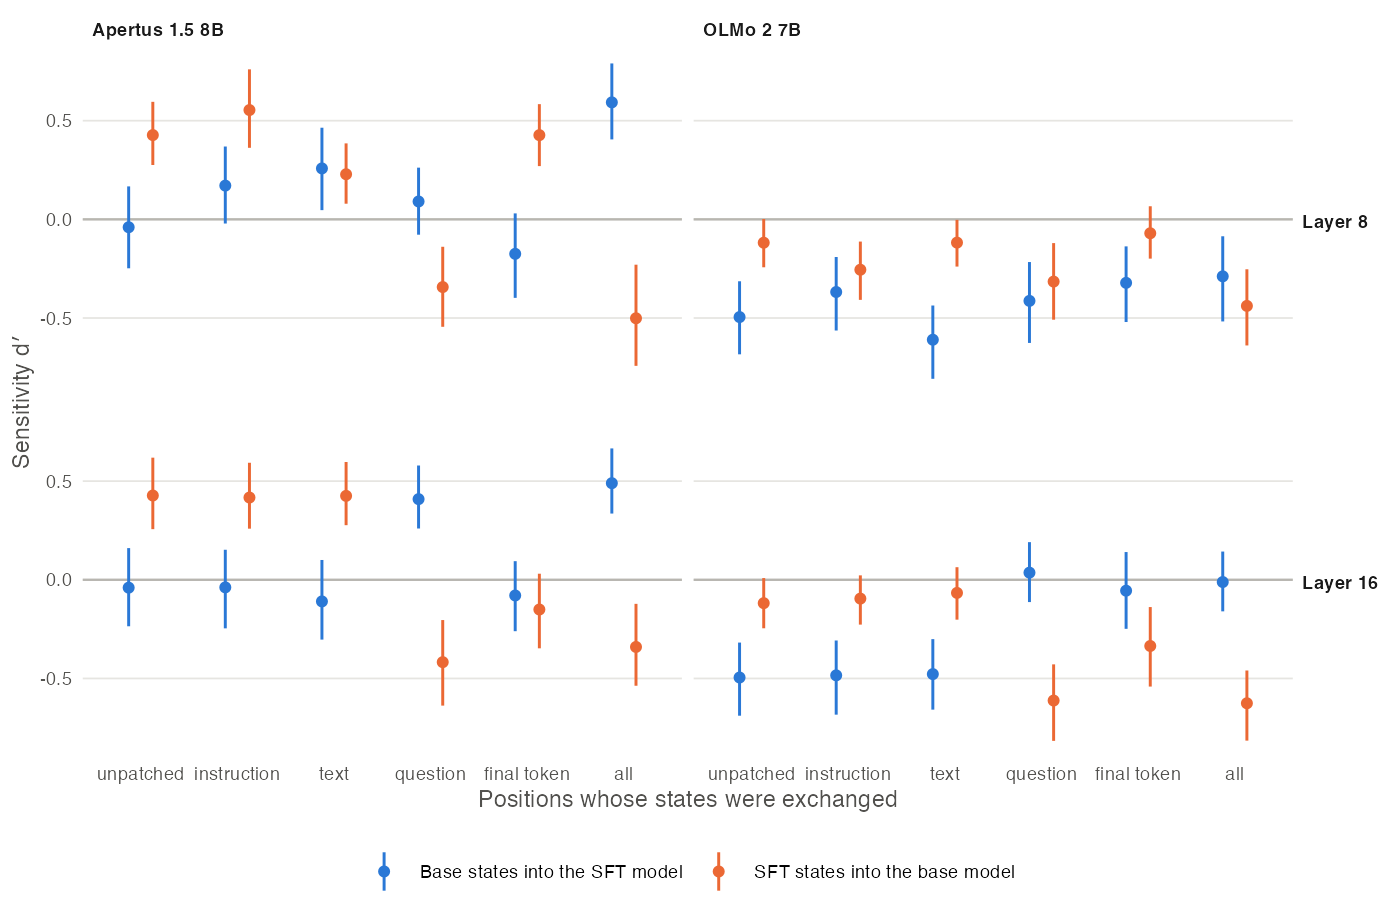 Apertus 1.5 8B
OLMo 2 7B
Sensitivity d′
0.5
0.0
-0.5
Layer 8
0.5
0.0
-0.5
Layer 16
unpatched instruction text question final token all
unpatched instruction text question final token all
Positions whose states were exchanged
Base states into the SFT model
SFT states into the base model